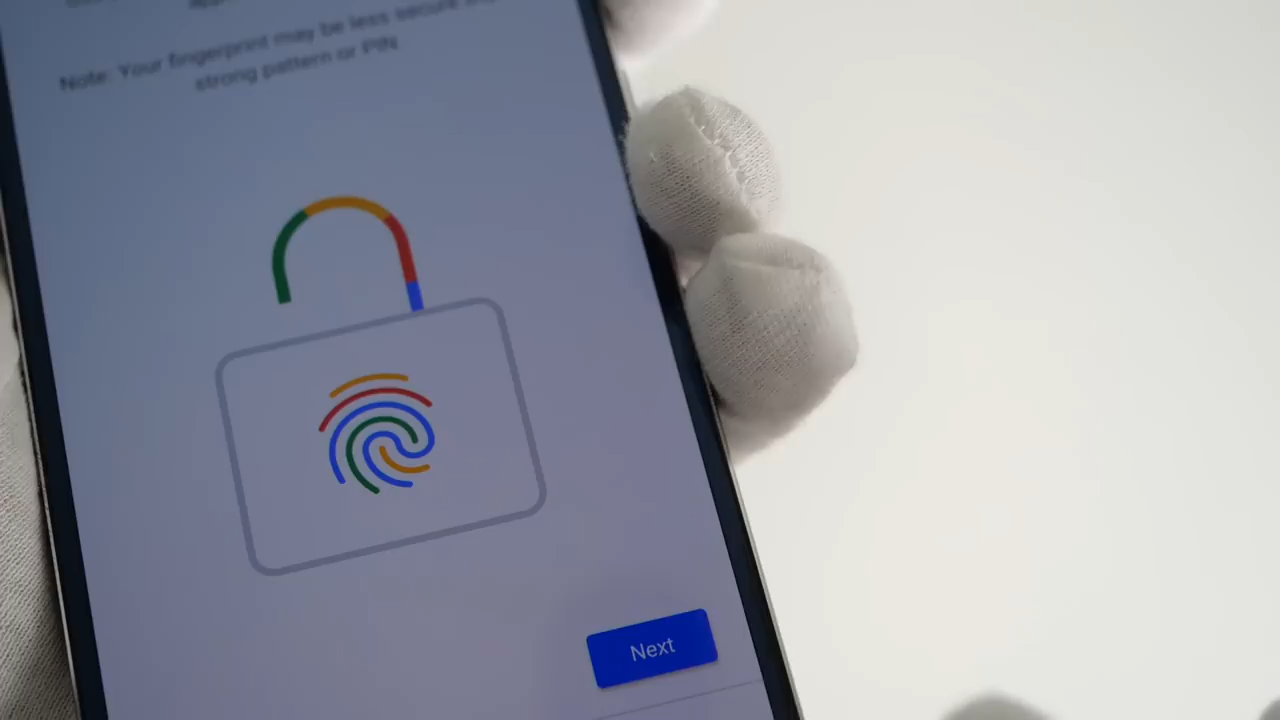 Note: Your fingerprint may be less secure
strong pattern or PIN
Next